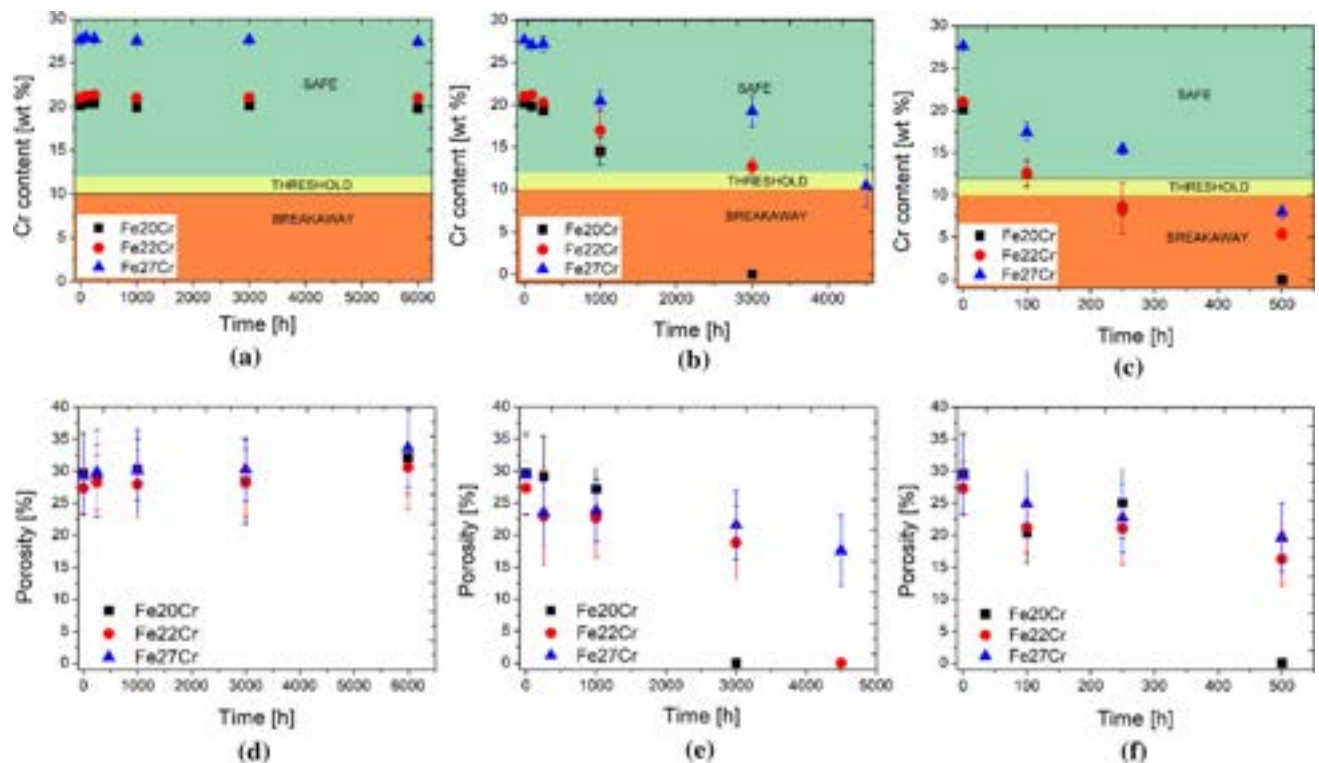 30
25
20
15
10
5
0
Cr content [wt %]
SAFE
THRESHOLD
BREAKAWAY
Fe20Cr
Fe22Cr
Fe27Cr
0 1000 2000 3000 4000 5000 6000
Time [h]
(a)
30
25
20
15
10
5
0
Cr content [wt %]
SAFE
THRESHOLD
BREAKAWAY
Fe20Cr
Fe22Cr
Fe27Cr
0 1000 2000 3000 4000
Time [h]
(b)
30
25
20
15
10
5
0
Cr content [wt %]
SAFE
THRESHOLD
BREAKAWAY
Fe20Cr
Fe22Cr
Fe27Cr
0 100 200 300 400 500
Time [h]
(c)
40
35
30
25
20
15
10
5
0
Porosity [%]
Fe20Cr
Fe22Cr
Fe27Cr
0 1000 2000 3000 4000 5000 6000
Time [h]
(d)
40
35
30
25
20
15
10
5
0
Porosity [%]
Fe20Cr
Fe22Cr
Fe27Cr
0 1000 2000 3000 4000 5000
Time [h]
(e)
40
35
30
25
20
15
10
5
0
Porosity [%]
Fe20Cr
Fe22Cr
Fe27Cr
0 100 200 300 400 500
Time [h]
(f)